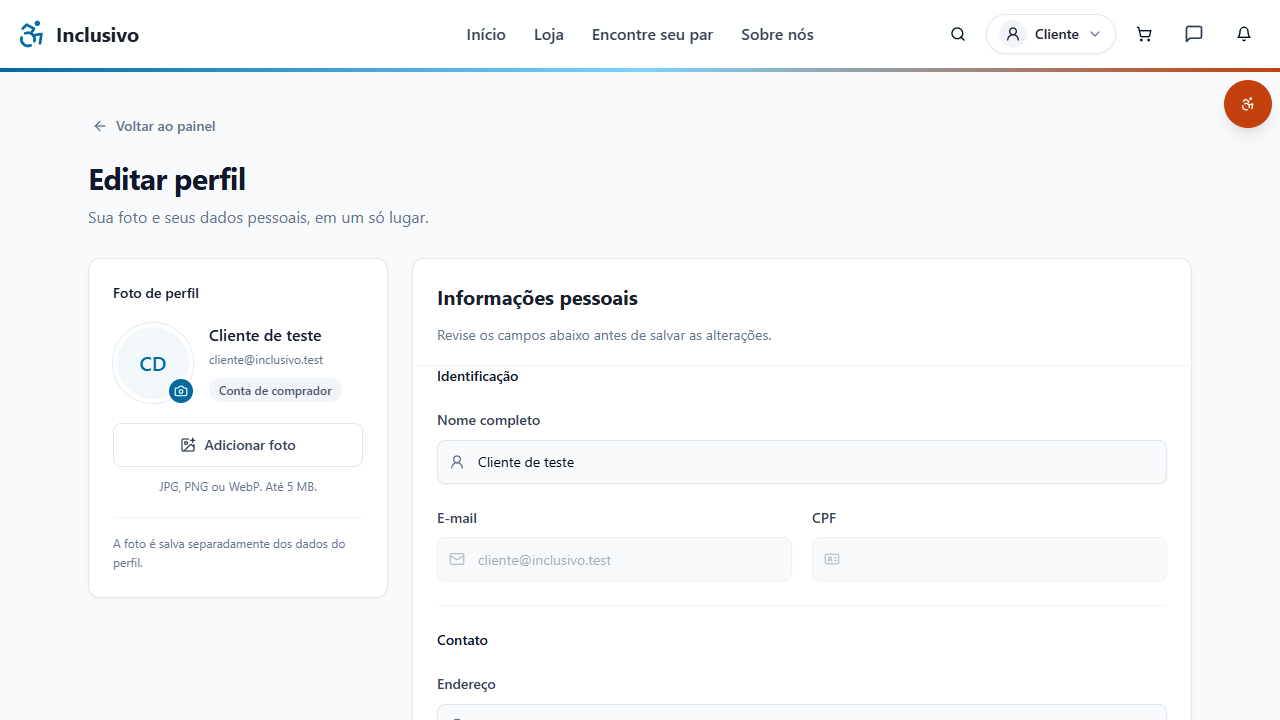 Inclusivo
Início
Loja
Encontre seu par
Sobre nós
Cliente
Voltar ao painel
Editar perfil
Sua foto e seus dados pessoais, em um só lugar.
Foto de perfil
CD
Cliente de teste
cliente@inclusivo.test
Conta de comprador
Adicionar foto
JPG, PNG ou WebP. Até 5 MB.
A foto é salva separadamente dos dados do
perfil.
Informações pessoais
Revise os campos abaixo antes de salvar as alterações.
Identificação
Nome completo
Cliente de teste
E-mail
CPF
cliente@inclusivo.test
Contato
Endereço